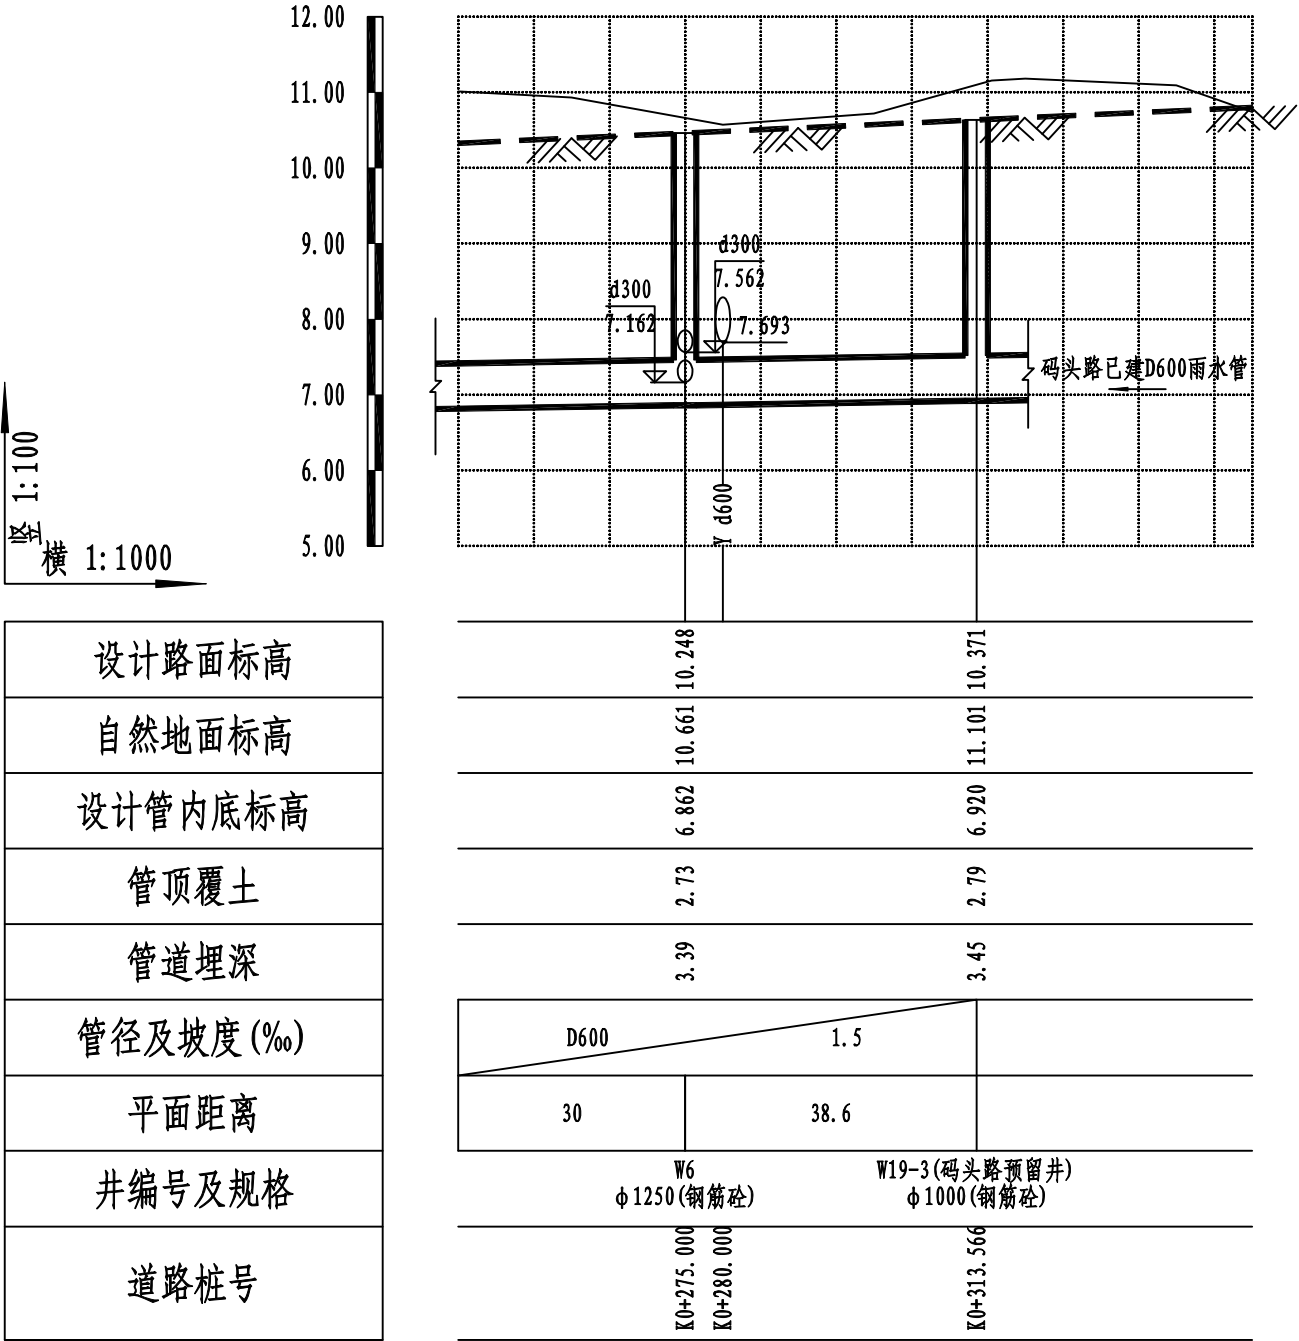 12.00
11.00
10.00
9.00
8.00
7.00
6.00
5.00
竖 1:100
横 1:1000
d300
7.562
d300
7.162
7.693
码头路已建D600雨水管
Y d600
设计路面标高
10.248
10.371
自然地面标高
10.661
11.101
设计管内底标高
6.862
6.920
管顶覆土
2.73
2.79
管道埋深
3.39
3.45
管径及坡度(‰)
D600
1.5
平面距离
30
38.6
井编号及规格
W6
φ1250(钢筋砼)
W19-3(码头路预留井)
φ1000(钢筋砼)
道路桩号
K0+275.000
K0+280.000
K0+313.566